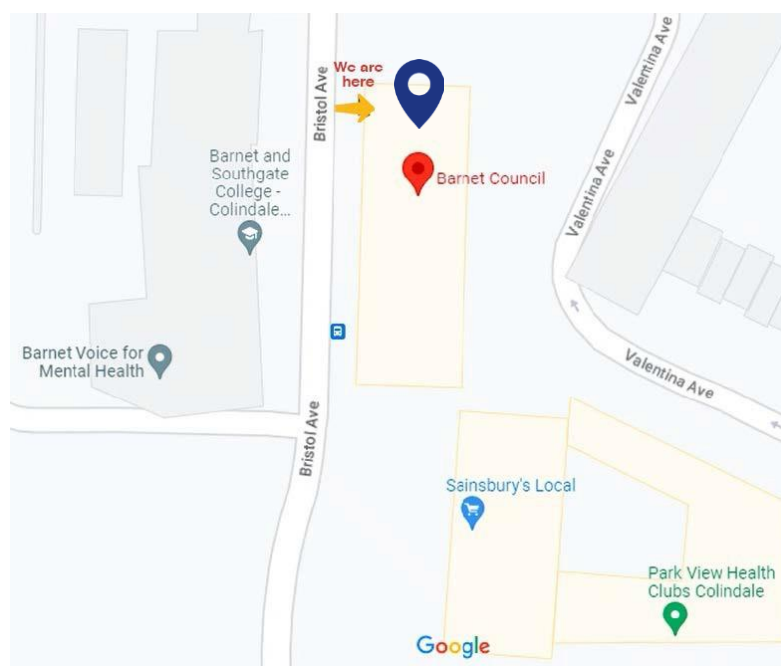 We are
here
Bristol Ave
Valentina Ave
Barnet and
Southgate
College -
Colindale...
Barnet Council
Valentina Ave
Barnet Voice for
Mental Health
Valentina Ave
Bristol Ave
Sainsbury's Local
Park View Health
Clubs Colindale
Google